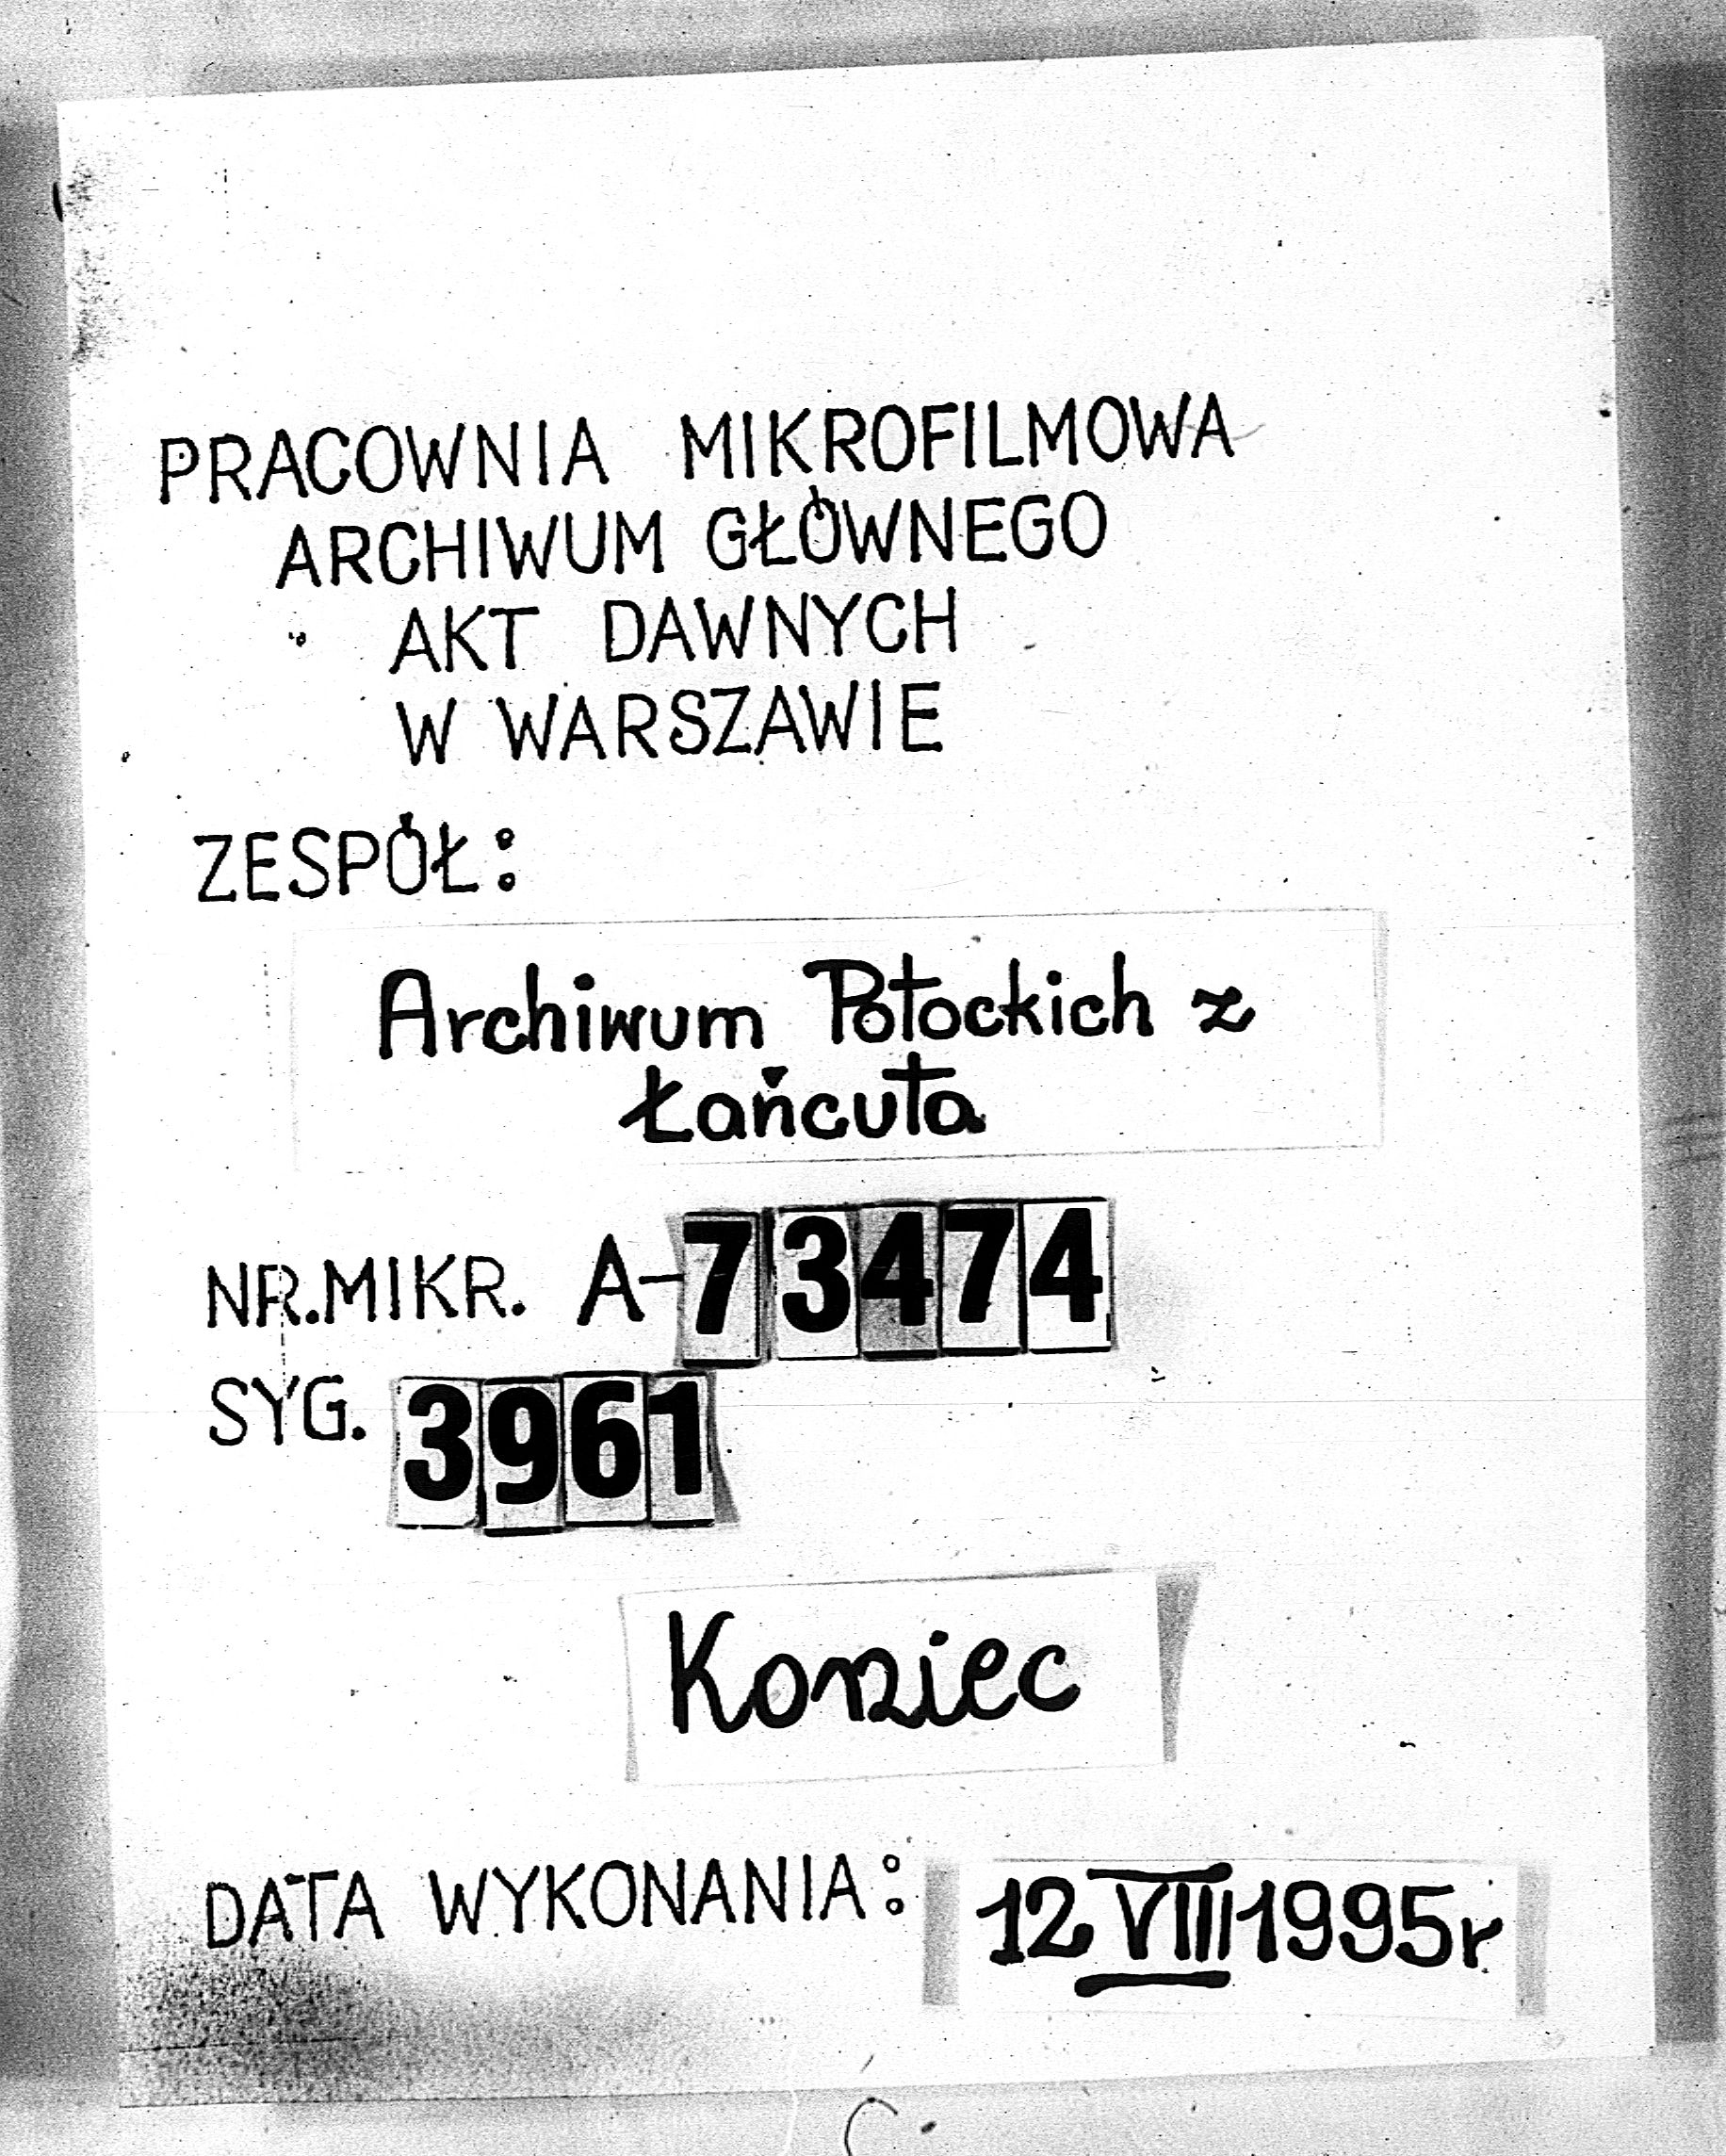 PRACOWNIA MIKROFILMOWA
ARCHIWUM GŁÓWNEGO
AKT DAWNYCH
W WARSZAWIE
ZESPÓŁ:
Archiwum Potockich z
Łańcuta
NR.MIKR. A-73474
SYG. 3961
Koniec
DATA WYKONANIA: 12 VIII 1995r